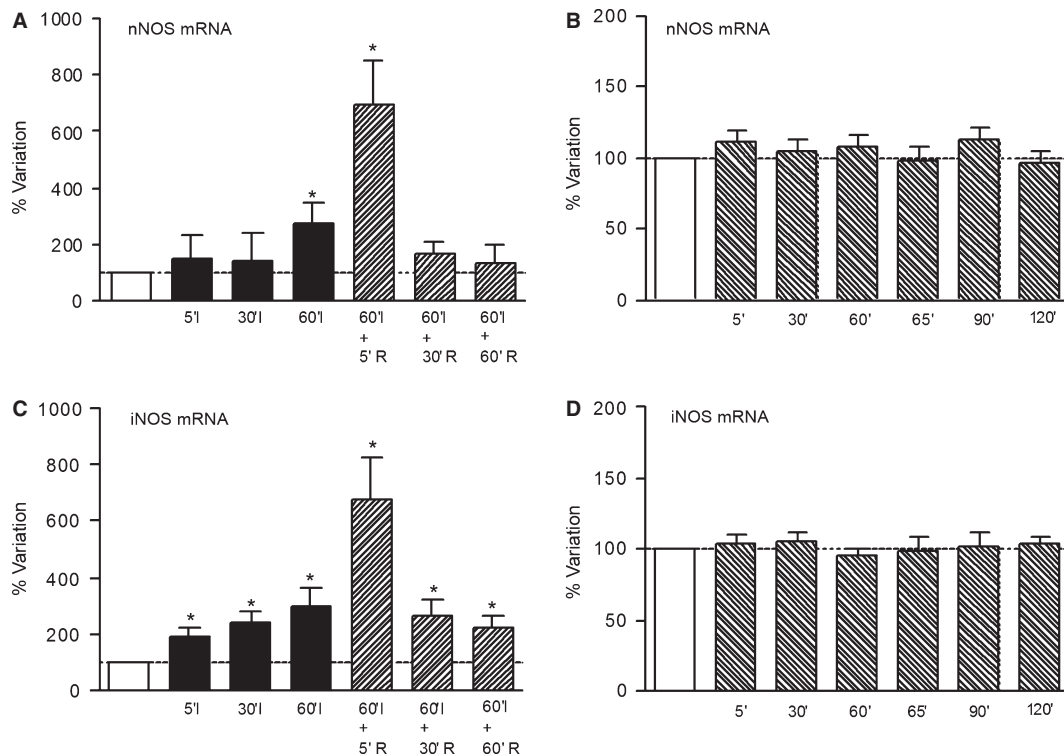 A
nNOS mRNA
% Variation
1000
800
600
400
200
0
*
*
5'I 30'I 60'I 60'I 60'I 60'I
+ + +
5' R 30' R 60' R
B
nNOS mRNA
% Variation
200
150
100
50
0
5' 30' 60' 65' 90' 120'
C
iNOS mRNA
% Variation
1000
800
600
400
200
0
* * * * * *
5'I 30'I 60'I 60'I 60'I 60'I
+ + +
5' R 30' R 60' R
D
iNOS mRNA
% Variation
200
150
100
50
0
5' 30' 60' 65' 90' 120'